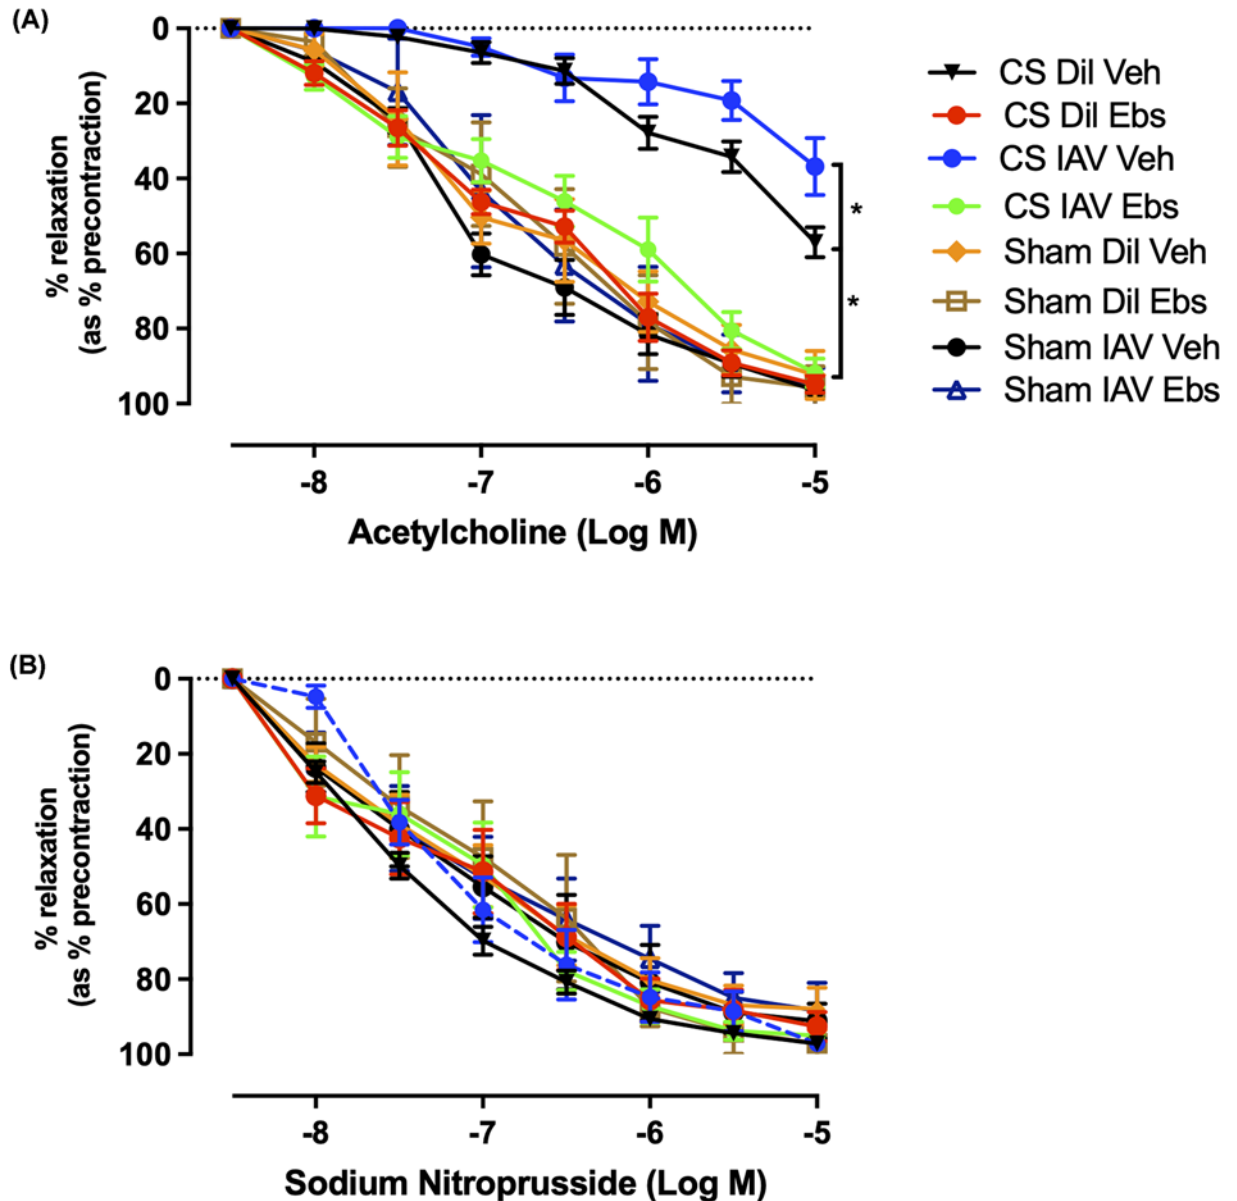 (A)
% relaxation
(as % precontraction)
0
20
40
60
80
100
*
*
-8 -7 -6 -5
Acetylcholine (Log M)
CS Dil Veh
CS Dil Ebs
CS IAV Veh
CS IAV Ebs
Sham Dil Veh
Sham Dil Ebs
Sham IAV Veh
Sham IAV Ebs
(B)
% relaxation
(as % precontraction)
0
20
40
60
80
100
-8 -7 -6 -5
Sodium Nitroprusside (Log M)